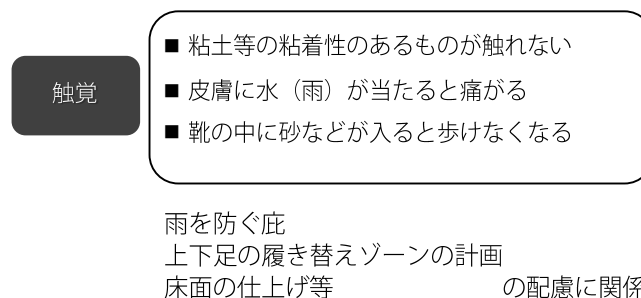 触覚
■ 粘土等の粘着性のあるものが触れない
■ 皮膚に水（雨）が当たると痛がる
■ 靴の中に砂などが入ると歩けなくなる
雨を防ぐ庇
上下足の履き替えゾーンの計画
床面の仕上げ等 の配慮に関係